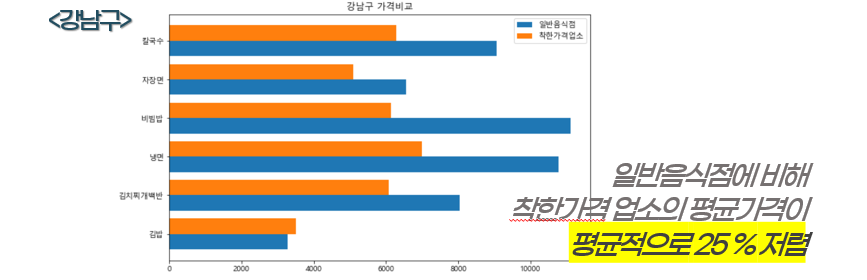 <강남구>
강남구 가격비교
일반음식점
착한가격업소
칼국수
자장면
비빔밥
냉면
김치찌개백반
김밥
0 2000 4000 6000 8000 10000
일반음식점에 비해
착한가격 업소의 평균가격이
평균적으로 25 % 저렴